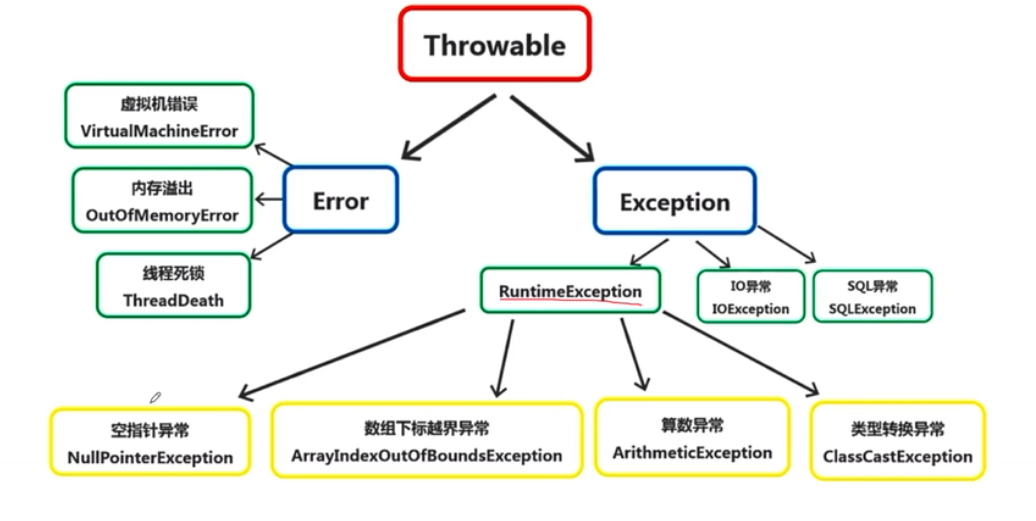 Throwable
虚拟机错误
VirtualMachineError
内存溢出
OutOfMemoryError
线程死锁
ThreadDeath
Error
Exception
RuntimeException
IO异常
IOException
SQL异常
SQLException
空指针异常
NullPointerException
数组下标越界异常
ArrayIndexOutOfBoundsException
算数异常
ArithmeticException
类型转换异常
ClassCastException